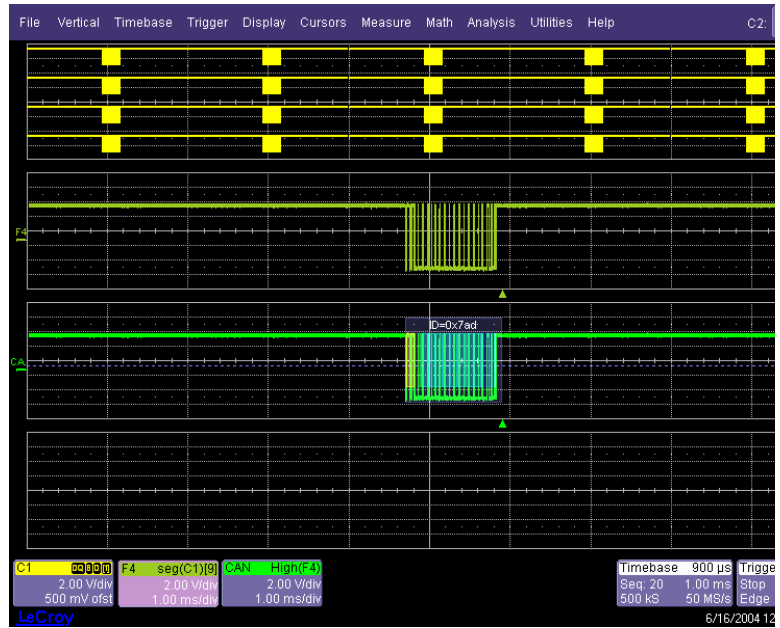 File Vertical Timebase Trigger Display Cursors Measure Math Analysis Utilities Help C2:
F4
ID=0x7ad
CA
C1
2.00 V/div
500 mV ofst
F4 seg(C1)[9]
2.00 V/div
1.00 ms/div
CAN High(F4)
2.00 V/div
1.00 ms/div
Timebase 900 µs
Seq: 20 1.00 ms
500 kS 50 MS/s
Trigge
Stop
Edge
LeCroy
6/16/2004 12